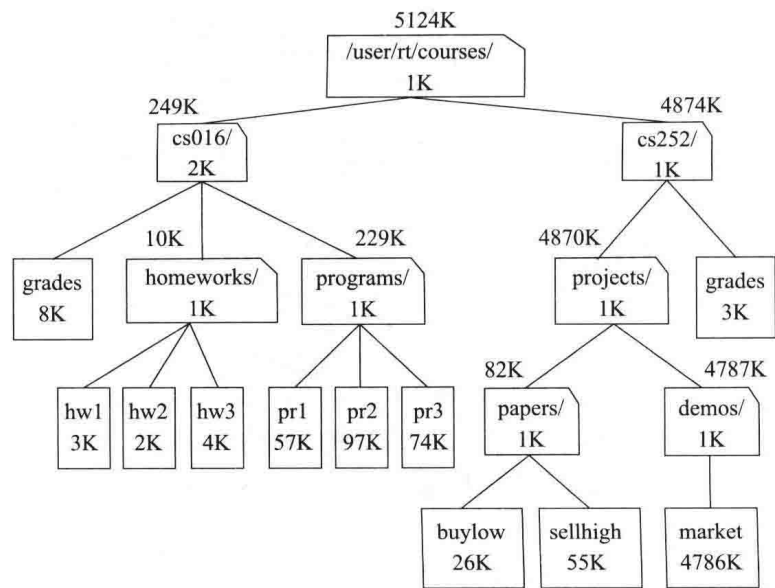 5124K
/user/rt/courses/
1K
249K
4874K
cs016/
2K
cs252/
1K
10K
229K
4870K
grades
8K
homeworks/
1K
programs/
1K
projects/
1K
grades
3K
82K
4787K
hw1
3K
hw2
2K
hw3
4K
pr1
57K
pr2
97K
pr3
74K
papers/
1K
demos/
1K
buylow
26K
sellhigh
55K
market
4786K